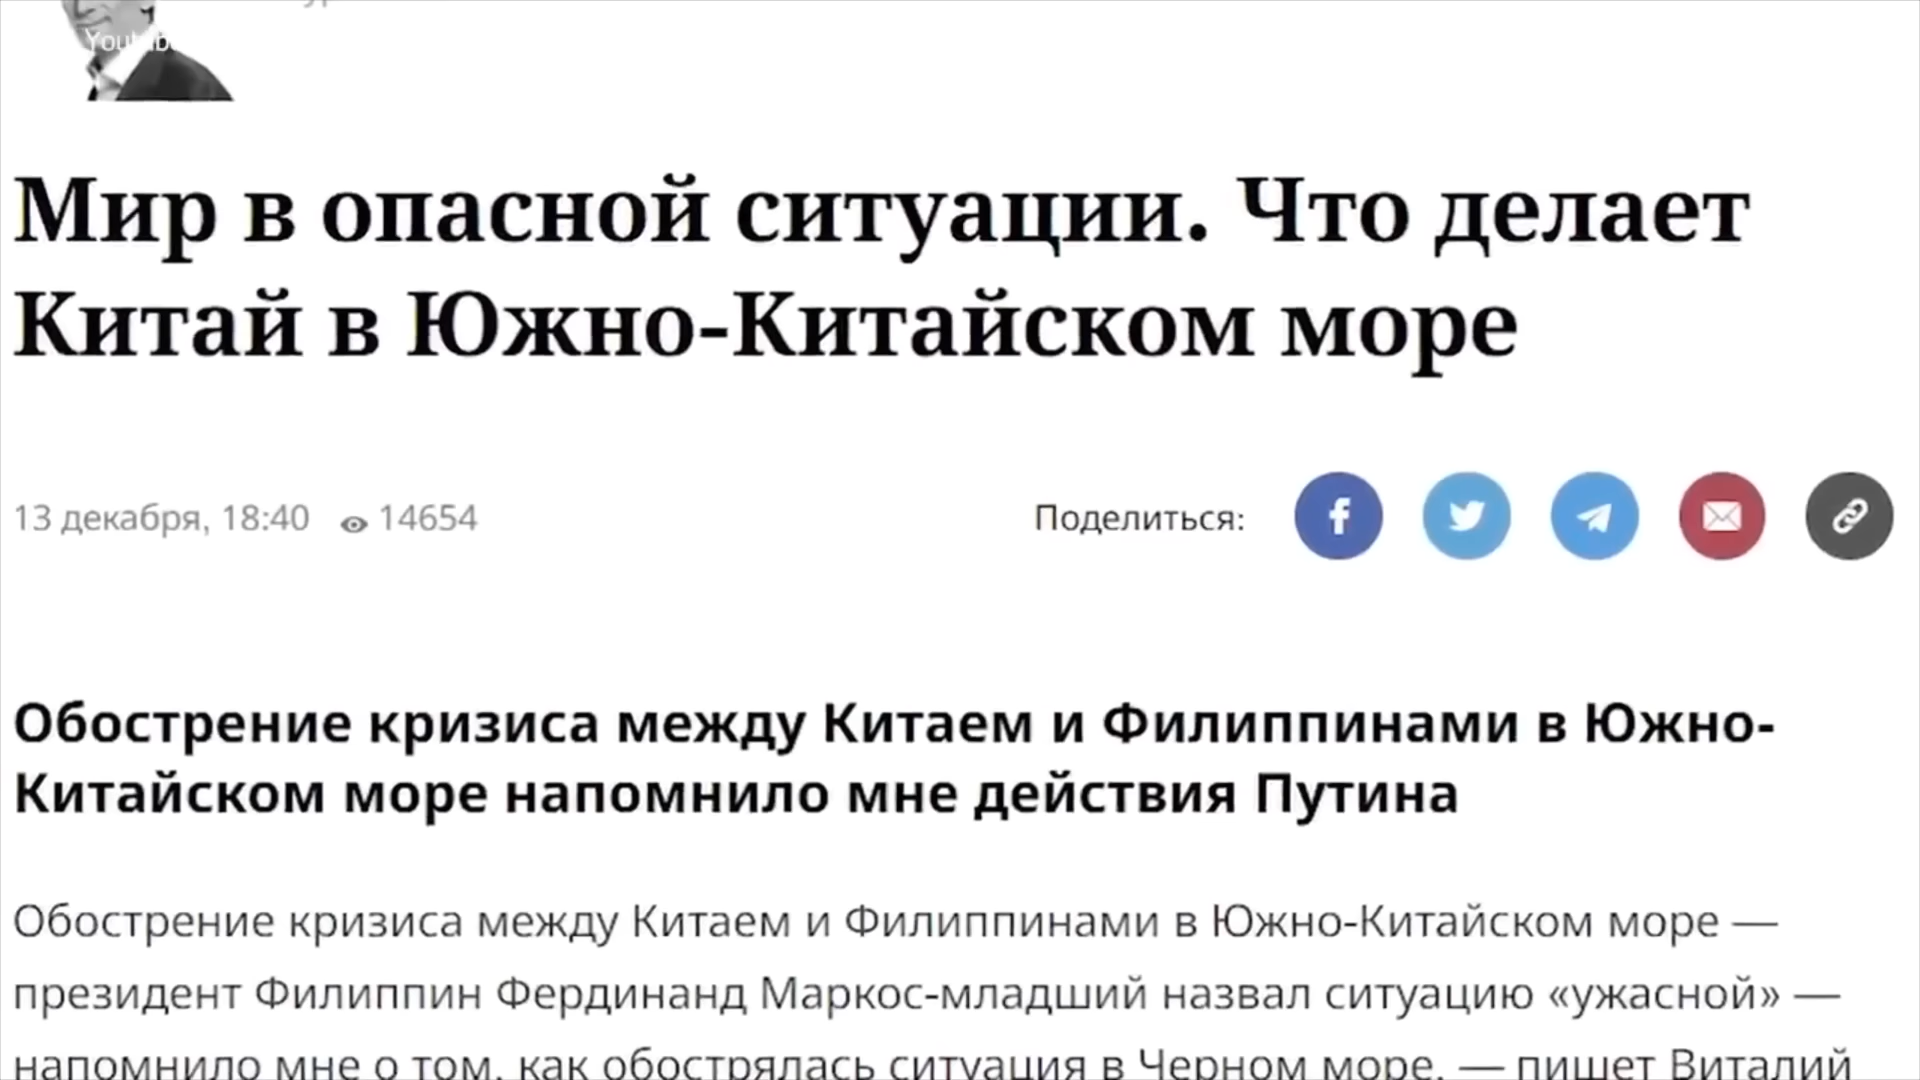 Youtube
Мир в опасной ситуации. Что делает
Китай в Южно-Китайском море
13 декабря, 18:40 14654
Поделиться:
Обострение кризиса между Китаем и Филиппинами в Южно-
Китайском море напомнило мне действия Путина
Обострение кризиса между Китаем и Филиппинами в Южно-Китайском море —
президент Филиппин Фердинанд Маркос-младший назвал ситуацию «ужасной» —
напомнило мне о том, как обострялась ситуация в Черном море, — пишет Виталий